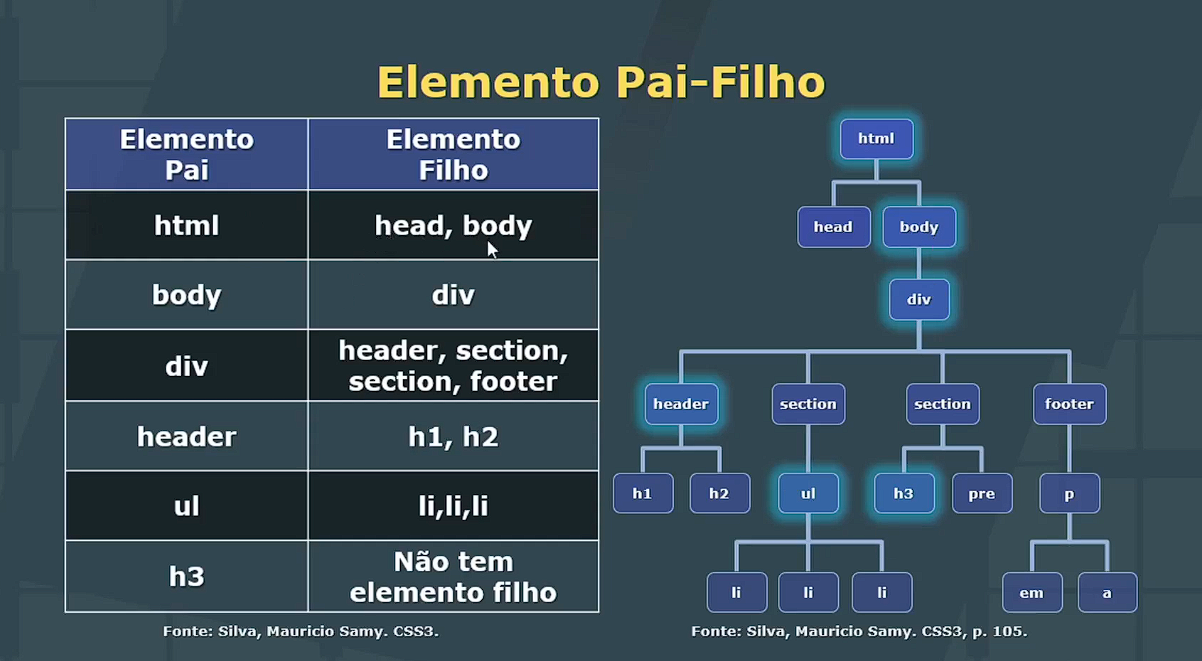 Elemento Pai-Filho
Elemento
Pai
Elemento
Filho
html
head, body
body
div
div
header, section,
section, footer
header
h1, h2
ul
li,li,li
h3
Não tem
elemento filho
Fonte: Silva, Mauricio Samy. CSS3.
html
head
body
div
header
section
section
footer
h1
h2
ul
h3
pre
p
li
li
li
em
a
Fonte: Silva, Mauricio Samy. CSS3, p. 105.